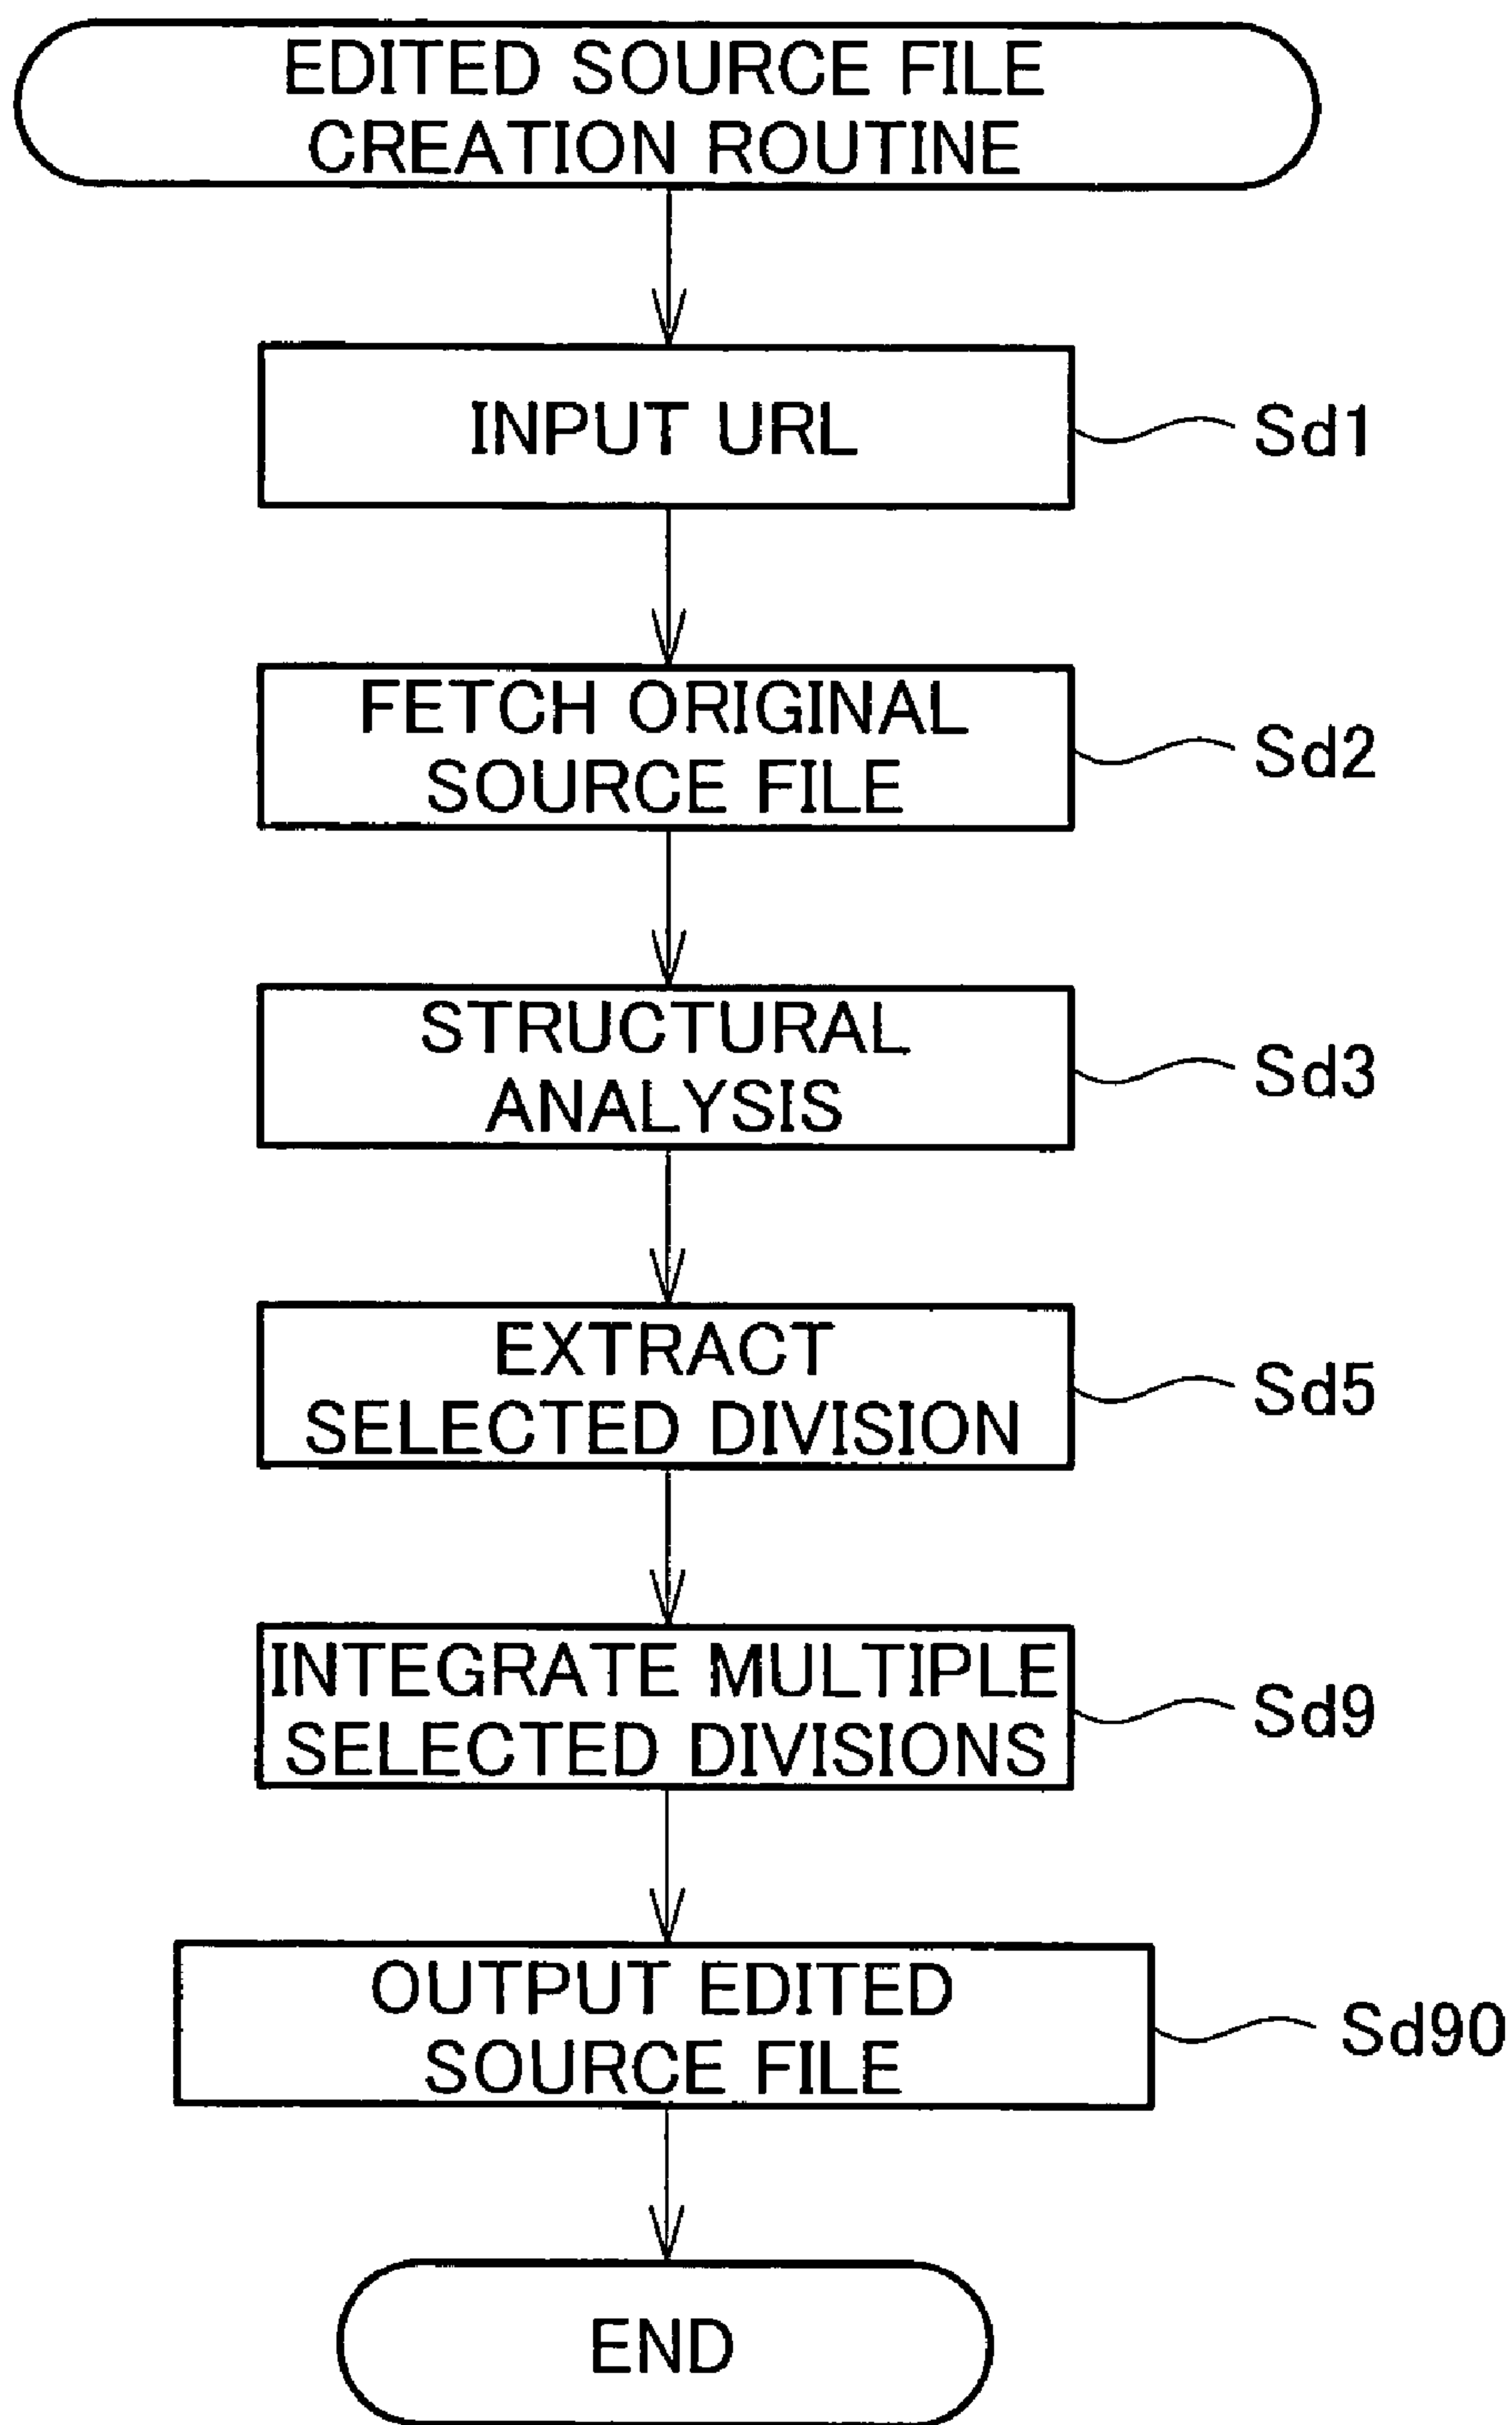 EDITED SOURCE FILE
CREATION ROUTINE
INPUT URL
Sd1
FETCH ORIGINAL
SOURCE FILE
Sd2
STRUCTURAL
ANALYSIS
Sd3
EXTRACT
SELECTED DIVISION
Sd5
INTEGRATE MULTIPLE
SELECTED DIVISIONS
Sd9
OUTPUT EDITED
SOURCE FILE
Sd90
END